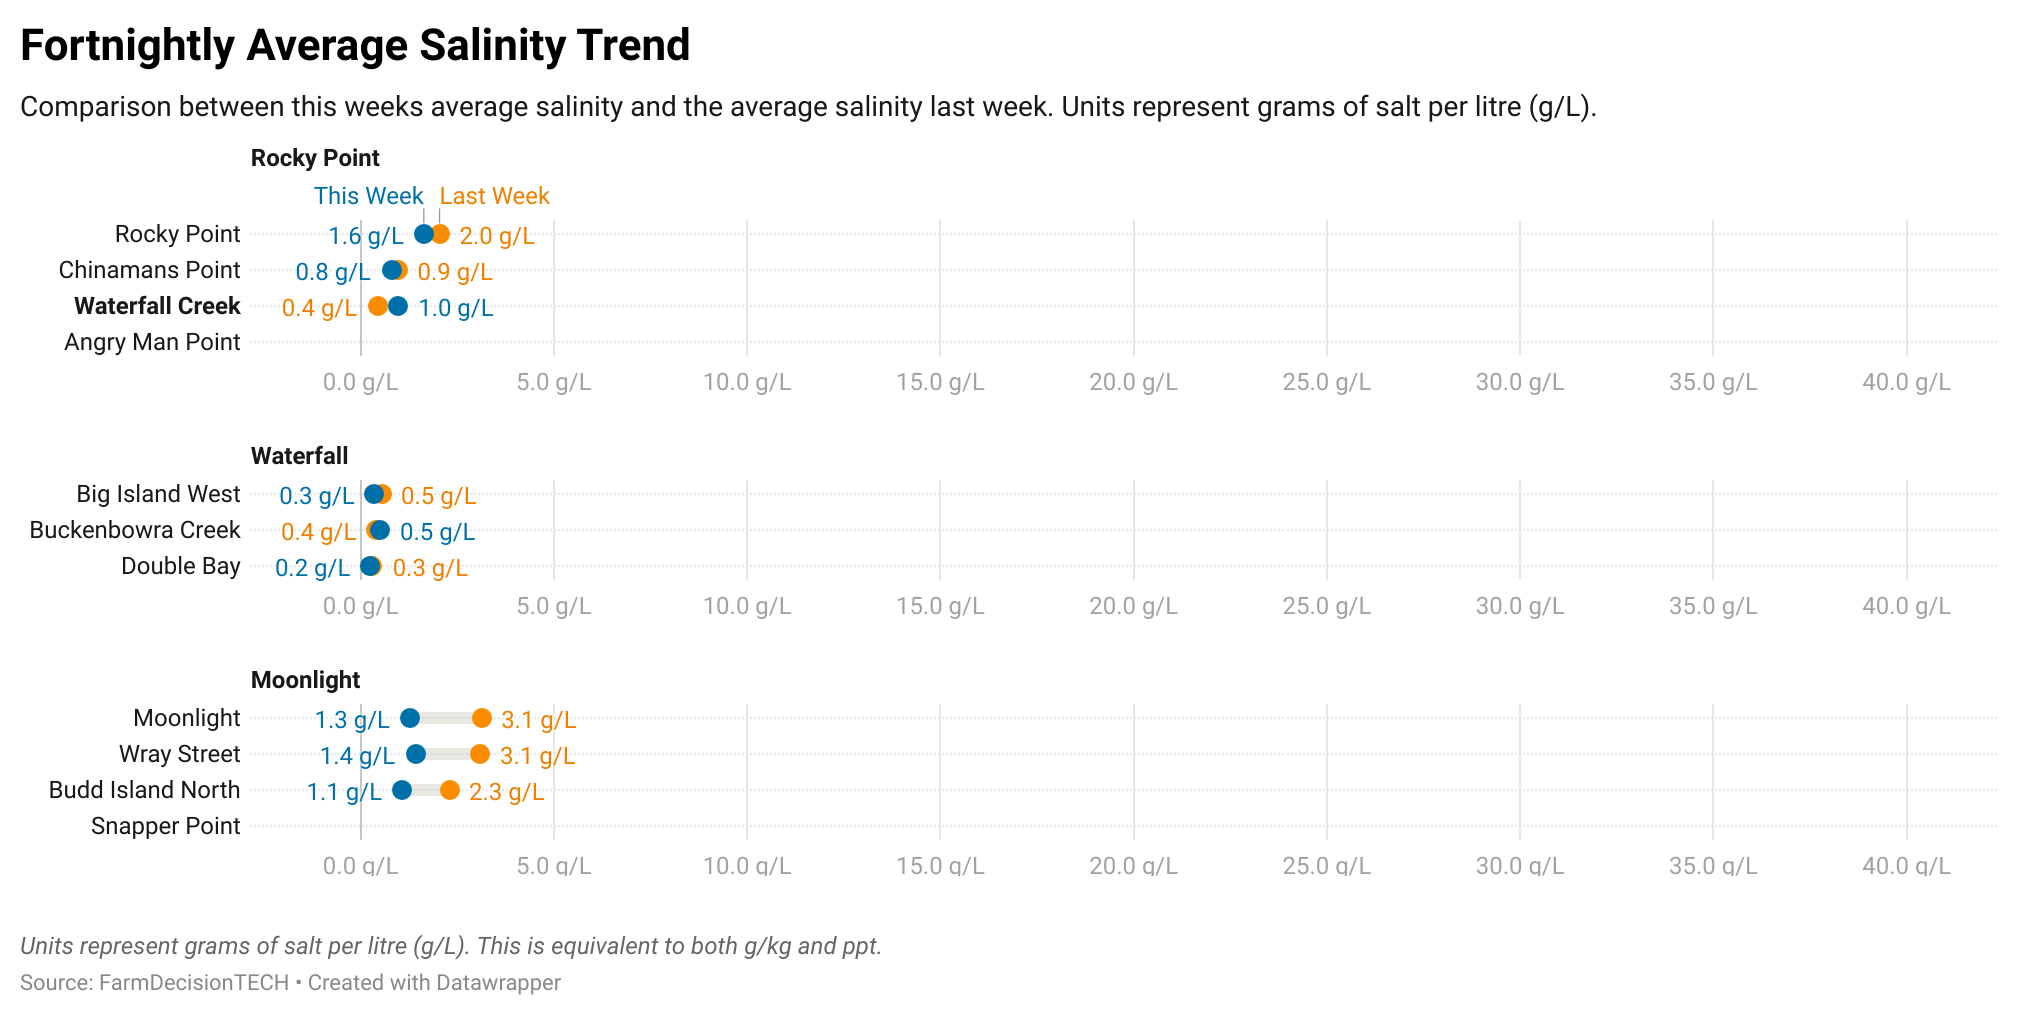 Fortnightly Average Salinity Trend
Comparison between this weeks average salinity and the average salinity last week. Units represent grams of salt per litre (g/L).
Rocky Point
This Week Last Week
Rocky Point 1.6 g/L 2.0 g/L
Chinamans Point 0.8 g/L 0.9 g/L
Waterfall Creek 0.4 g/L 1.0 g/L
Angry Man Point
0.0 g/L 5.0 g/L 10.0 g/L 15.0 g/L 20.0 g/L 25.0 g/L 30.0 g/L 35.0 g/L 40.0 g/L
Waterfall
Big Island West 0.3 g/L 0.5 g/L
Buckenbowra Creek 0.4 g/L 0.5 g/L
Double Bay 0.2 g/L 0.3 g/L
0.0 g/L 5.0 g/L 10.0 g/L 15.0 g/L 20.0 g/L 25.0 g/L 30.0 g/L 35.0 g/L 40.0 g/L
Moonlight
Moonlight 1.3 g/L 3.1 g/L
Wray Street 1.4 g/L 3.1 g/L
Budd Island North 1.1 g/L 2.3 g/L
Snapper Point
0.0 g/L 5.0 g/L 10.0 g/L 15.0 g/L 20.0 g/L 25.0 g/L 30.0 g/L 35.0 g/L 40.0 g/L
Units represent grams of salt per litre (g/L). This is equivalent to both g/kg and ppt.
Source: FarmDecisionTECH • Created with Datawrapper